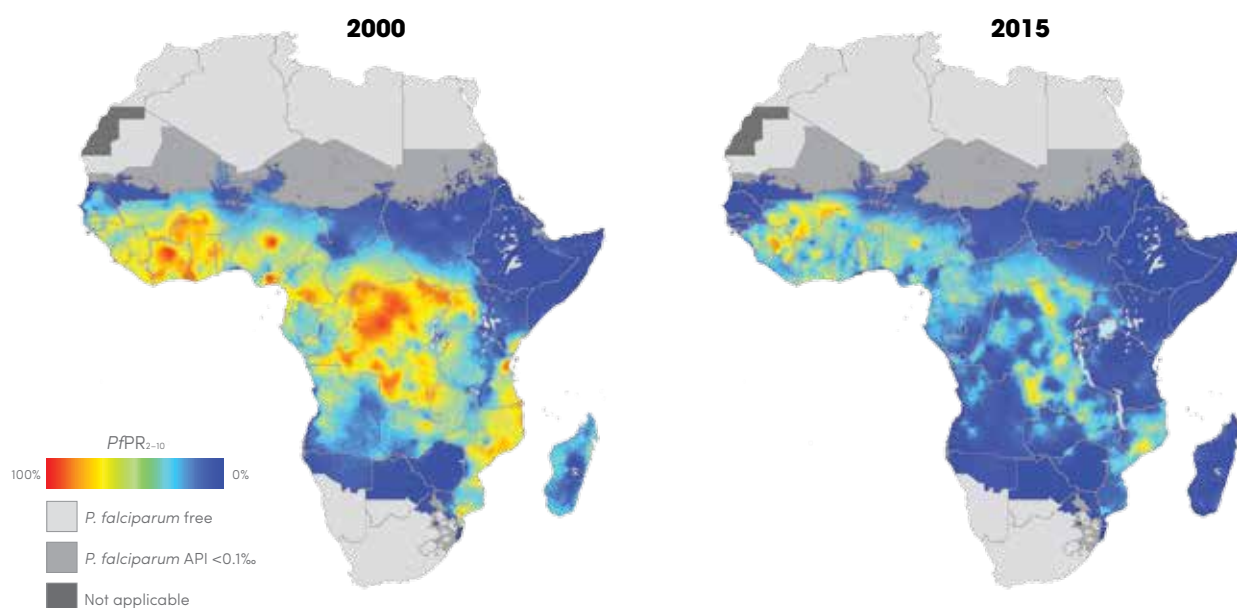 2000
2015
PfPR2–10
100%
0%
P. falciparum free
P. falciparum API <0.1‰
Not applicable